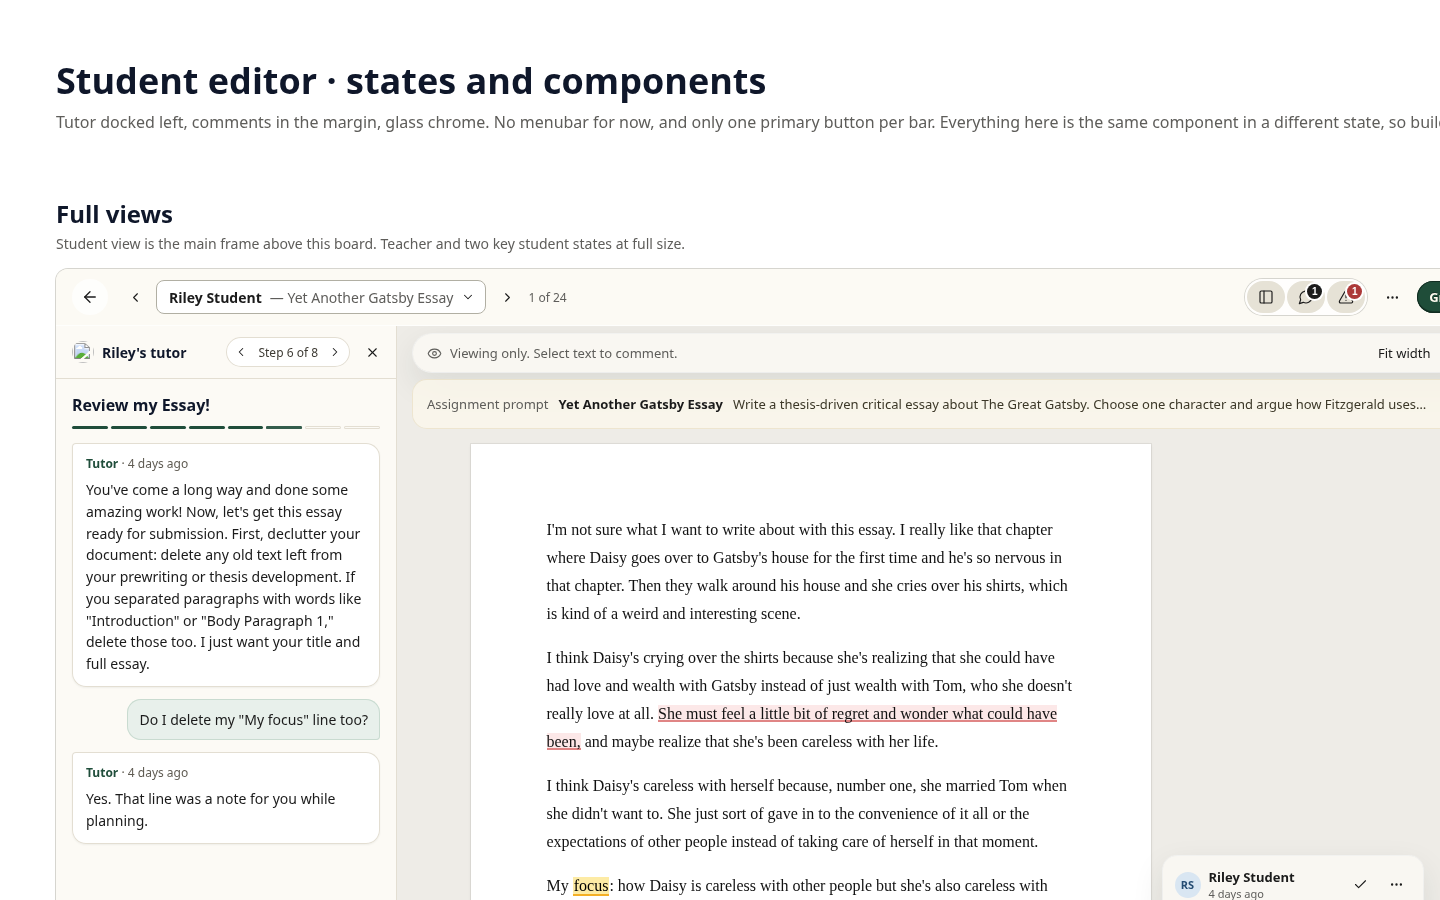 Student editor · states and components
Tutor docked left, comments in the margin, glass chrome. No menubar for now, and only one primary button per bar. Everything here is the same component in a different state, so
Full views
Student view is the main frame above this board. Teacher and two key student states at full size.
Riley Student — Yet Another Gatsby Essay
1 of 24
1
1
Riley's tutor
Step 6 of 8
Viewing only. Select text to comment.
Fit width
Review my Essay!
Assignment prompt Yet Another Gatsby Essay Write a thesis-driven critical essay about The Great Gatsby. Choose one character and argue how Fitzgerald uses...
Tutor · 4 days ago
You've come a long way and done some
amazing work! Now, let's get this essay
ready for submission. First, declutter your
document: delete any old text left from
your prewriting or thesis development. If
you separated paragraphs with words like
"Introduction" or "Body Paragraph 1,"
delete those too. I just want your title and
full essay.
Do I delete my "My focus" line too?
Tutor · 4 days ago
Yes. That line was a note for you while
planning.
I'm not sure what I want to write about with this essay. I really like that chapter
where Daisy goes over to Gatsby's house for the first time and he's so nervous in
that chapter. Then they walk around his house and she cries over his shirts, which
is kind of a weird and interesting scene.
I think Daisy's crying over the shirts because she's realizing that she could have
had love and wealth with Gatsby instead of just wealth with Tom, who she doesn't
really love at all. She must feel a little bit of regret and wonder what could have
been, and maybe realize that she's been careless with her life.
I think Daisy's careless with herself because, number one, she married Tom when
she didn't want to. She just sort of gave in to the convenience of it all or the
expectations of other people instead of taking care of herself in that moment.
My focus: how Daisy is careless with other people but she's also careless with
RS
Riley Student
4 days ago